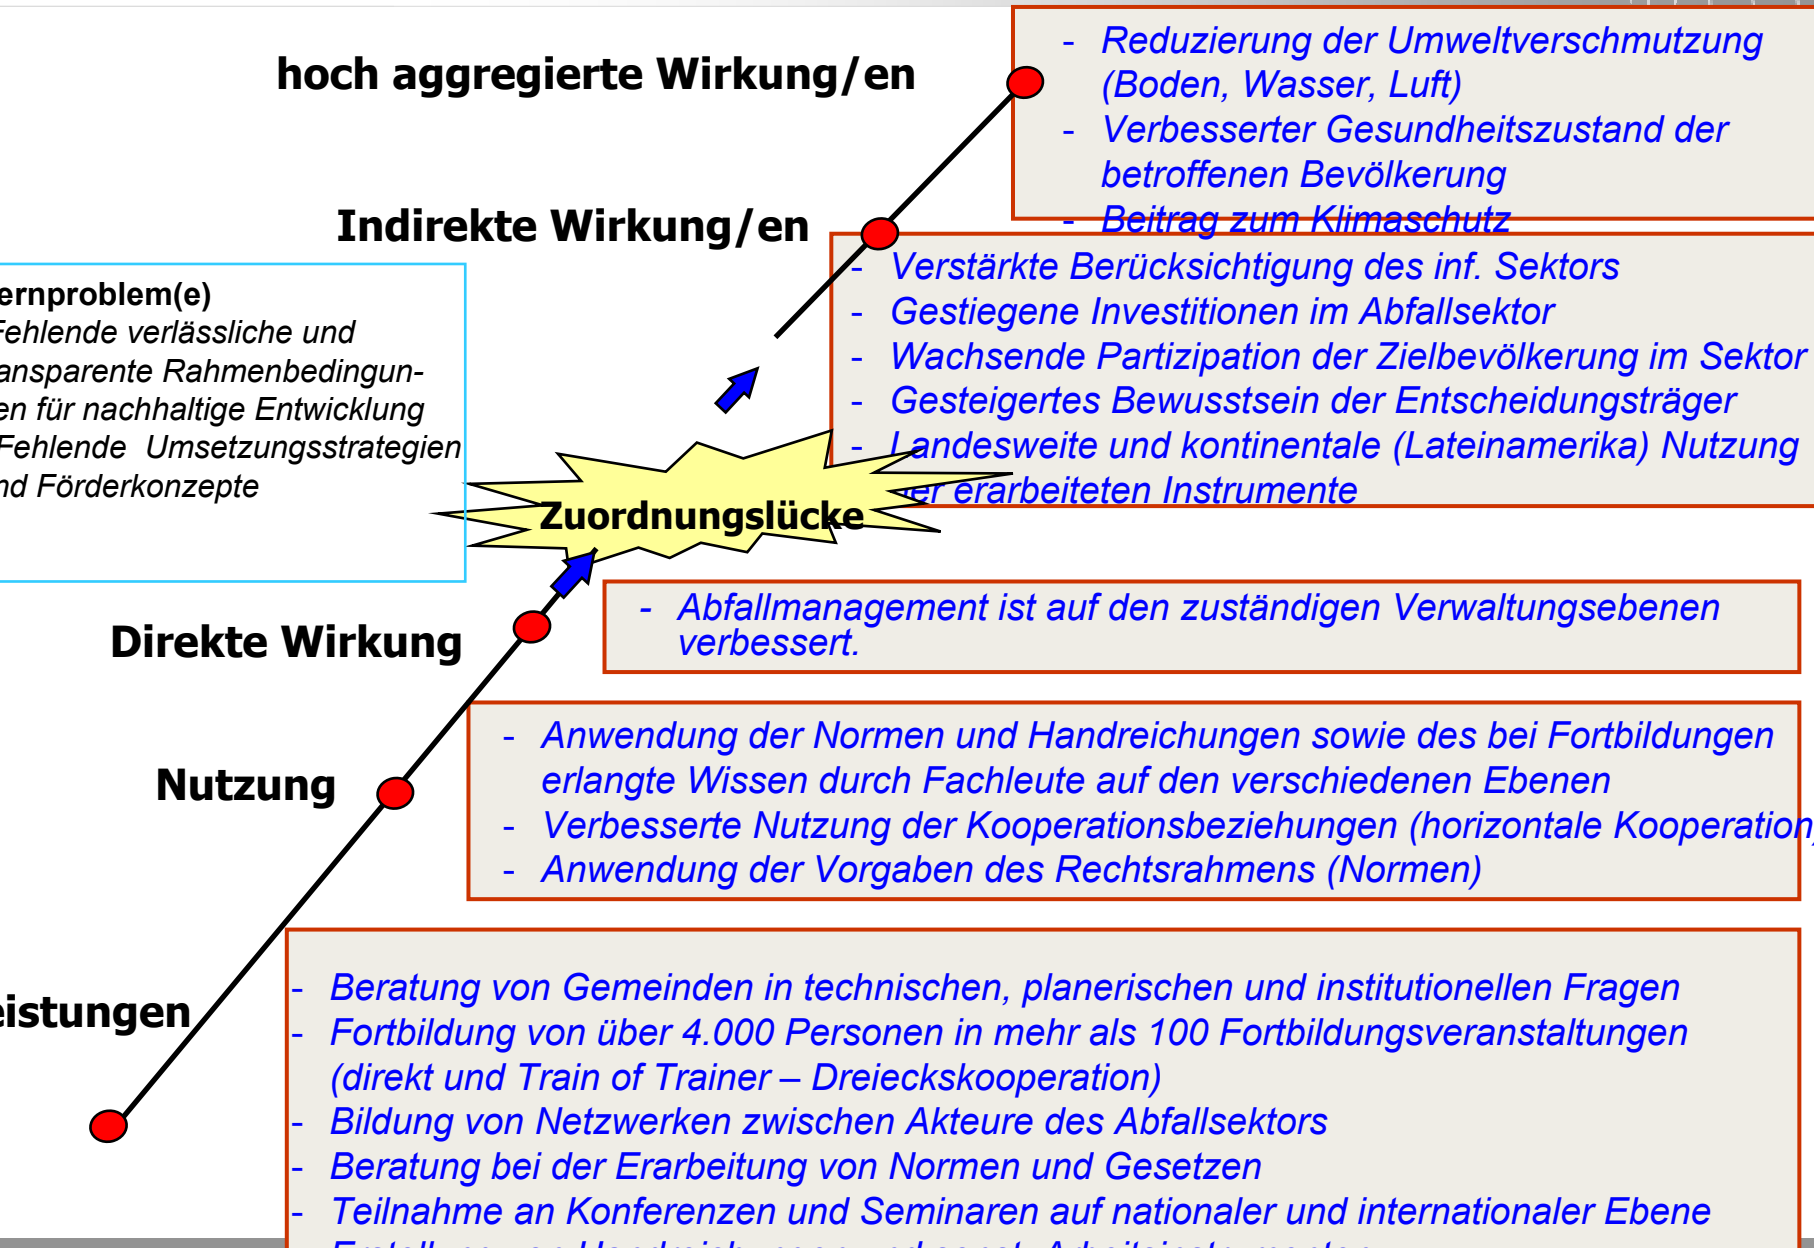 hoch aggregierte Wirkung/en
- Reduzierung der Umweltverschmutzung
(Boden, Wasser, Luft)
- Verbesserter Gesundheitszustand der
betroffenen Bevölkerung
- Beitrag zum Klimaschutz
Indirekte Wirkung/en
- Verstärkte Berücksichtigung des inf. Sektors
- Gestiegene Investitionen im Abfallsektor
- Wachsende Partizipation der Zielbevölkerung im Sektor
- Gesteigertes Bewusstsein der Entscheidungsträger
- Landesweite und kontinentale (Lateinamerika) Nutzung
der erarbeiteten Instrumente
ernproblem(e)
Fehlende verlässliche und
ansparente Rahmenbedingun-
en für nachhaltige Entwicklung
Fehlende Umsetzungsstrategien
nd Förderkonzepte
Zuordnungslücke
Direkte Wirkung
- Abfallmanagement ist auf den zuständigen Verwaltungsebenen
verbessert.
Nutzung
- Anwendung der Normen und Handreichungen sowie des bei Fortbildungen
erlangte Wissen durch Fachleute auf den verschiedenen Ebenen
- Verbesserte Nutzung der Kooperationsbeziehungen (horizontale Kooperation)
- Anwendung der Vorgaben des Rechtsrahmens (Normen)
eistungen
- Beratung von Gemeinden in technischen, planerischen und institutionellen Fragen
- Fortbildung von über 4.000 Personen in mehr als 100 Fortbildungsveranstaltungen
(direkt und Train of Trainer – Dreieckskooperation)
- Bildung von Netzwerken zwischen Akteure des Abfallsektors
- Beratung bei der Erarbeitung von Normen und Gesetzen
- Teilnahme an Konferenzen und Seminaren auf nationaler und internationaler Ebene
- Erstellung von Handreichungen und sonst. Arbeitsinstrumenten